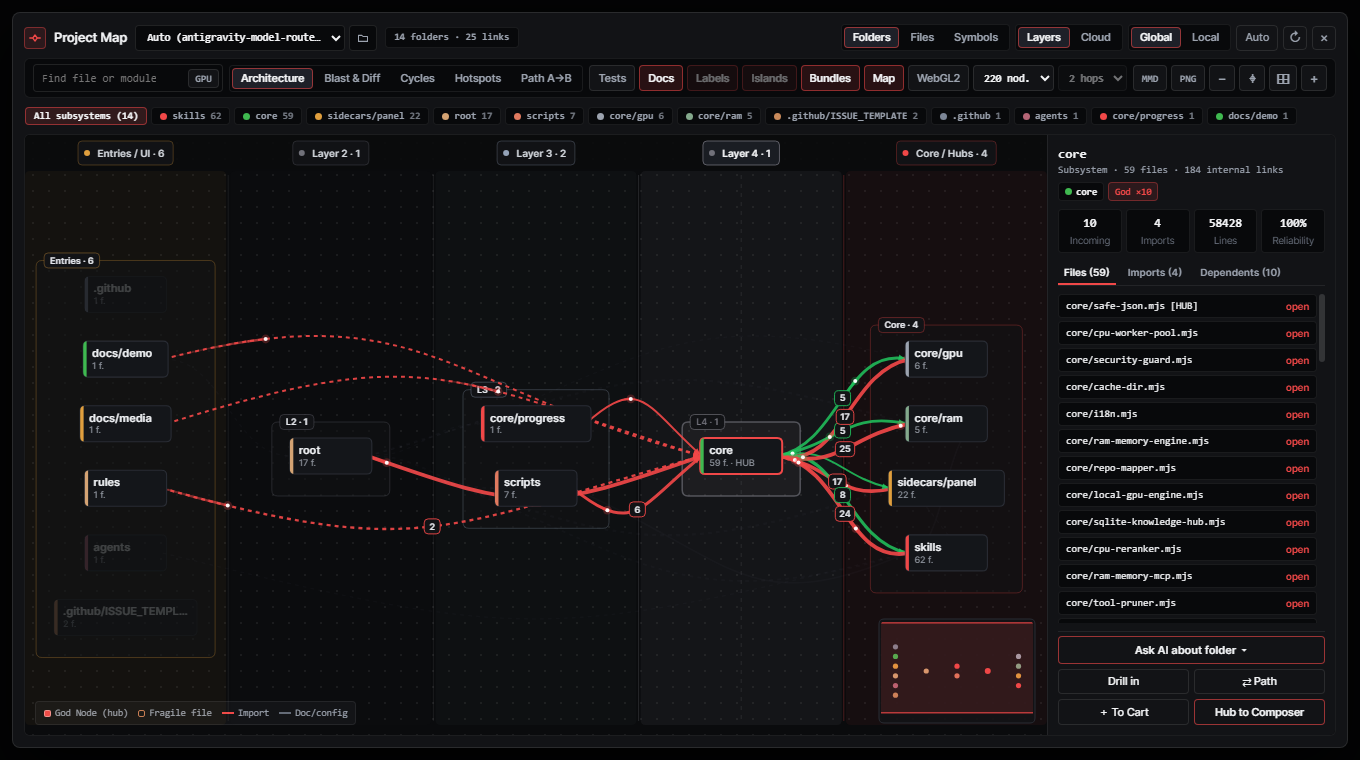 Project Map
Auto (antigravity-model-route…
14 folders · 25 links
Folders Files Symbols
Layers Cloud
Global Local
Auto
Find file or module GPU
Architecture Blast & Diff Cycles Hotspots Path A→B
Tests Docs Labels Islands Bundles Map WebGL2
220 nod. 2 hops MMD PNG
All subsystems (14) skills 62 core 59 sidecars/panel 22 root 17 scripts 7 core/gpu 6 core/ram 5 .github/ISSUE_TEMPLATE 2 .github 1 agents 1 core/progress 1 docs/demo 1
Entries / UI · 6
Layer 2 · 1
Layer 3 · 2
Layer 4 · 1
Core / Hubs · 4
Entries · 6
.github
1 f.
docs/demo
1 f.
docs/media
1 f.
rules
1 f.
agents
1 f.
.github/ISSUE_TEMPL…
2 f.
L2 · 1
root
17 f.
L3 · 2
core/progress
1 f.
scripts
7 f.
2
6
L4 · 1
core
59 f. · HUB
5
17
5
25
17
8
24
Core · 4
core/gpu
6 f.
core/ram
5 f.
sidecars/panel
22 f.
skills
62 f.
God Node (hub) Fragile file Import Doc/config
core
Subsystem · 59 files · 184 internal links
core God ×10
10 4 58428 100%
Incoming Imports Lines Reliability
Files (59) Imports (4) Dependents (10)
core/safe-json.mjs [HUB] open
core/cpu-worker-pool.mjs open
core/security-guard.mjs open
core/cache-dir.mjs open
core/i18n.mjs open
core/ram-memory-engine.mjs open
core/repo-mapper.mjs open
core/local-gpu-engine.mjs open
core/sqlite-knowledge-hub.mjs open
core/cpu-reranker.mjs open
core/ram-memory-mcp.mjs open
core/tool-pruner.mjs open
Ask AI about folder
Drill in ⇄ Path
+ To Cart Hub to Composer